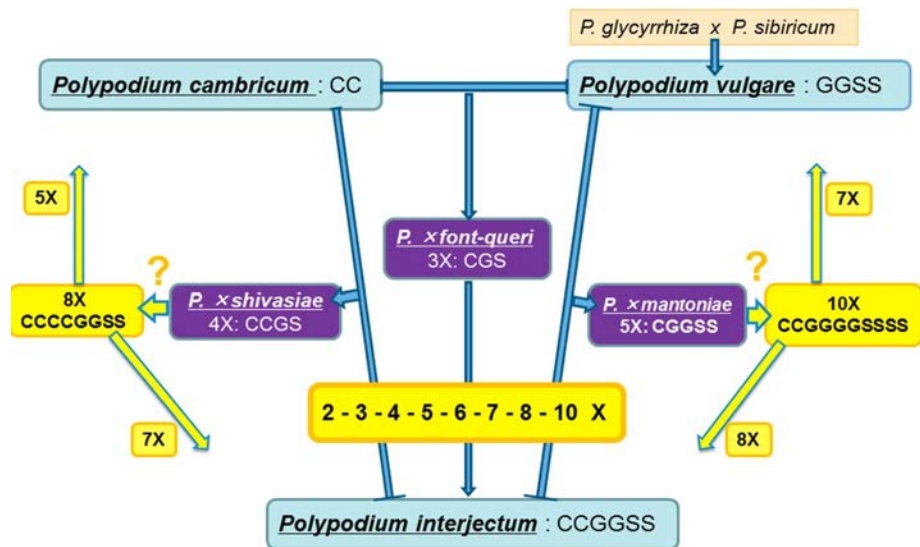 P. glycyrrhiza x P. sibiricum
Polypodium cambricum : CC
Polypodium vulgare : GGSS
5X
7X
P. ×font-queri
3X: CGS
?
?
8X
CCCCGGSS
P. ×shivasiae
4X: CCGS
P. ×mantoniae
5X: CGGSS
10X
CCGGGGSSSS
2 - 3 - 4 - 5 - 6 - 7 - 8 - 10 X
7X
8X
Polypodium interjectum : CCGGSS